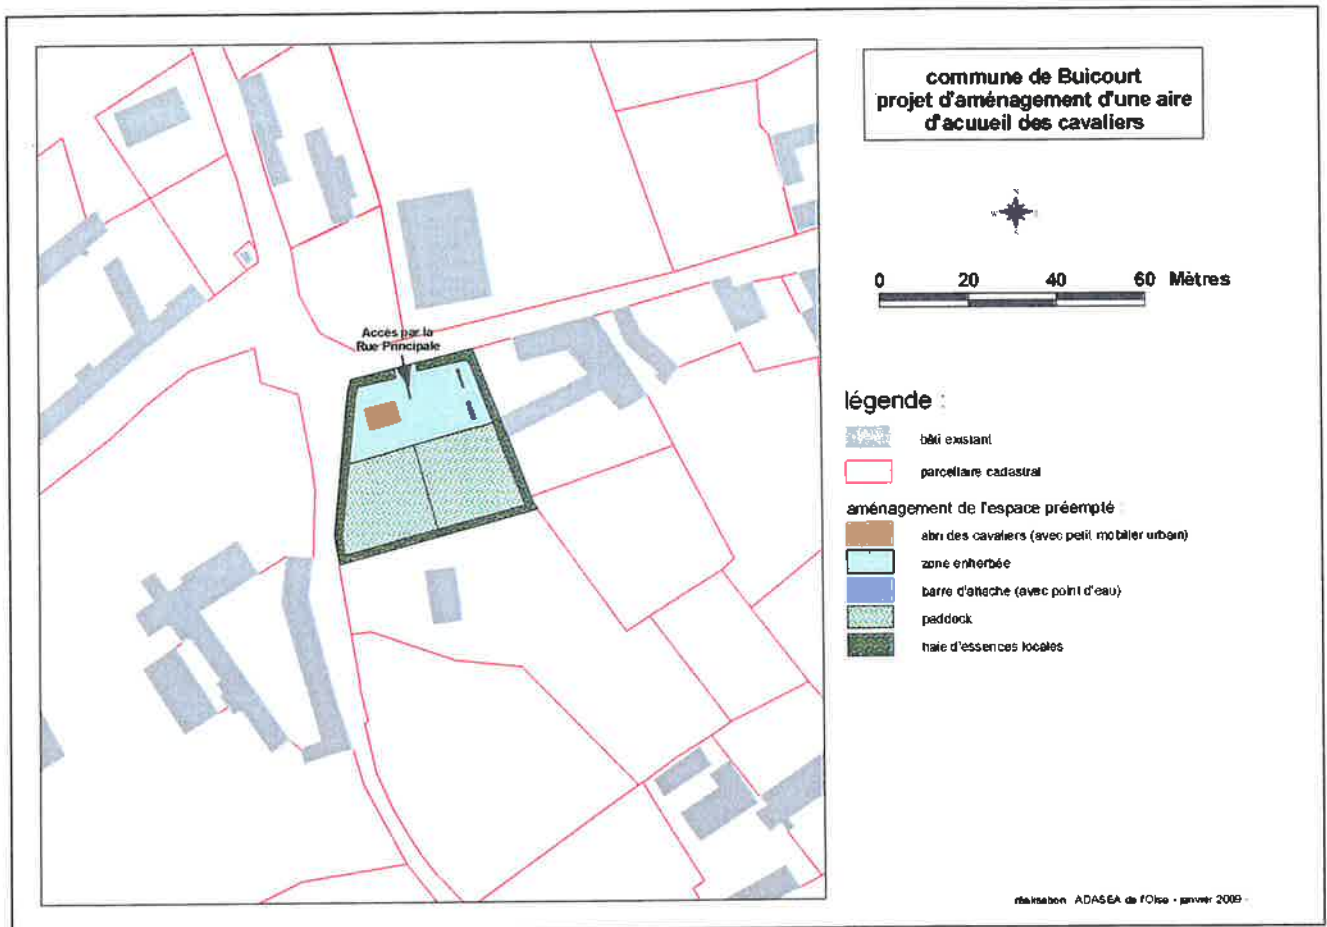 commune de Buicourt
projet d'aménagement d'une aire
d'acuueil des cavaliers
N
W
S
0 20 40 60 Mètres
Accès par la
Rue Principale
légende :
bâti existant
parcellaire cadastral
aménagement de l'espace préempté :
abri des cavaliers (avec petit mobilier urbain)
zone enherbée
barre d'attache (avec point d'eau)
paddock
haie d'essences locales
réalisation ADASEA de l'Oise - janvier 2009 -